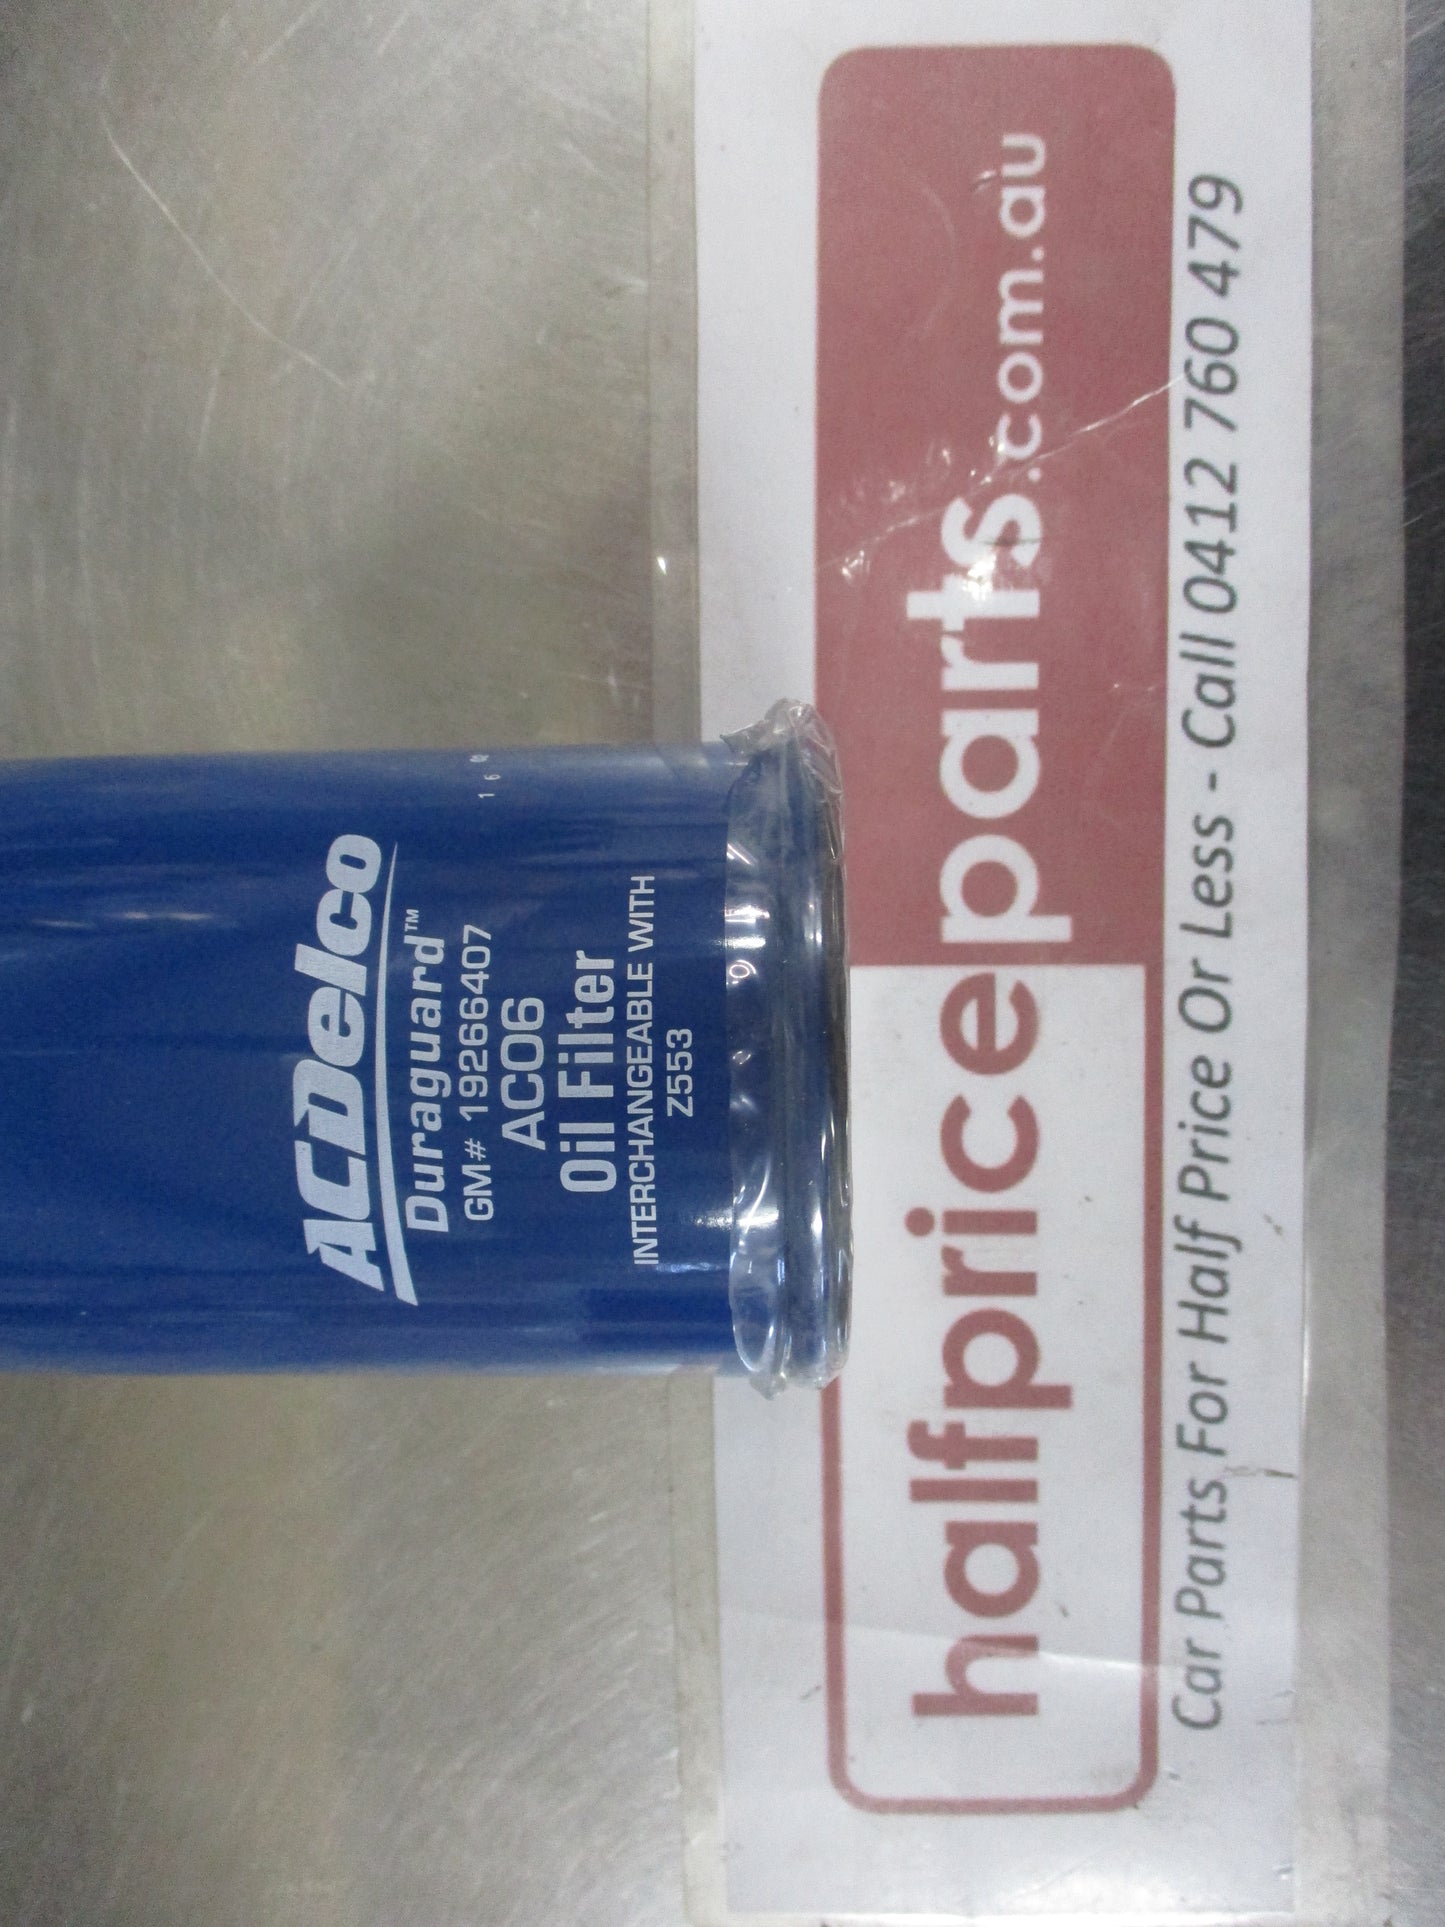 ACDelco
Duraguard™
GM# 19266407
AC06
Oil Filter
INTERCHANGEABLE WITH
Z553
halfpriceparts.com.au
Car Parts For Half Price Or Less - Call 0412 760 479